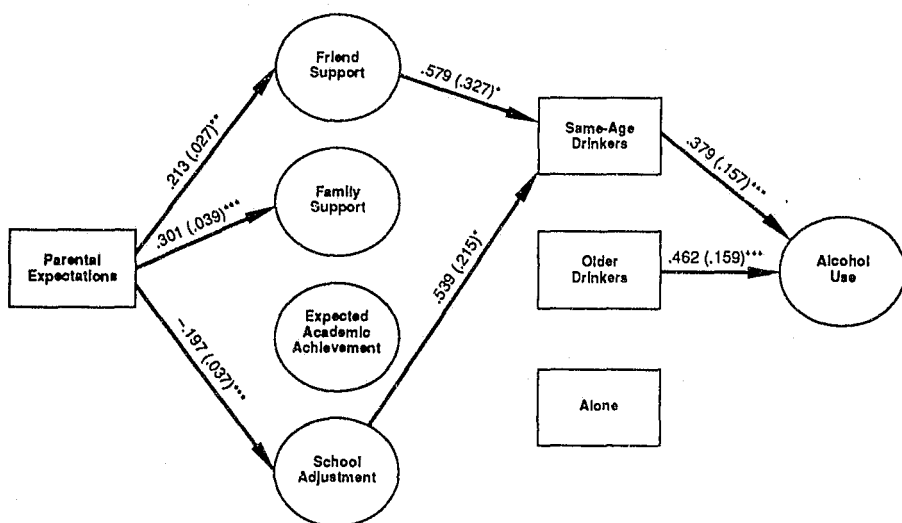 Friend
Support
.579 (.327)*
.213 (.027)**
Same-Age
Drinkers
.379 (.157)***
Family
Support
.301 (.039)***
Parental
Expectations
.539 (.215)*
Older
Drinkers
.462 (.159)***
Alcohol
Use
Expected
Academic
Achievement
–.197 (.037)***
Alone
School
Adjustment